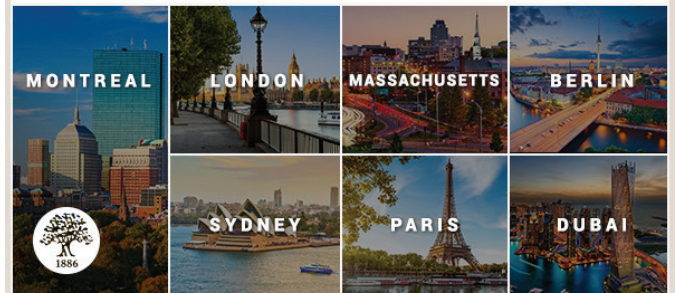 MONTREAL
LONDON
MASSACHUSETTS
BERLIN
SYDNEY
PARIS
DUBAI
1886